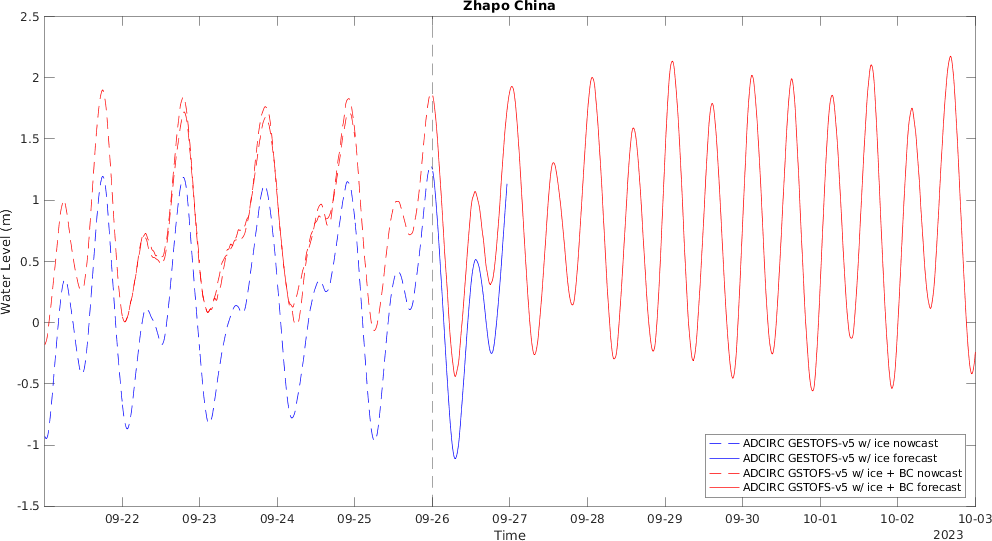 Zhapo China
2.5
2
1.5
1
0.5
0
-0.5
-1
-1.5
Water Level (m)
09-22 09-23 09-24 09-25 09-26 09-27 09-28 09-29 09-30 10-01 10-02 10-03
Time
2023
ADCIRC GESTOFS-v5 w/ ice nowcast
ADCIRC GESTOFS-v5 w/ ice forecast
ADCIRC GSTOFS-v5 w/ ice + BC nowcast
ADCIRC GSTOFS-v5 w/ ice + BC forecast